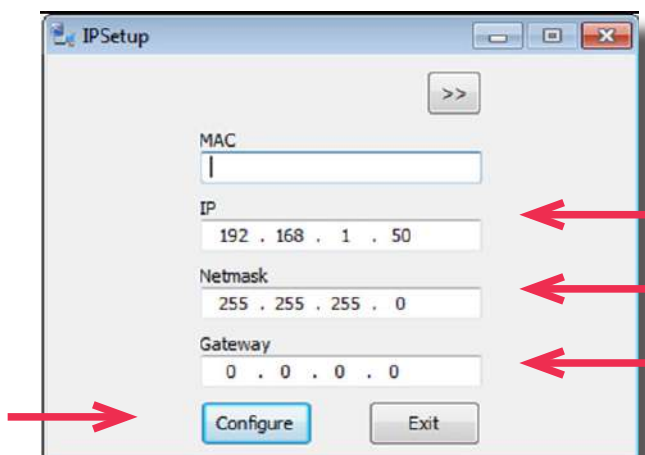 IPSetup
>>
MAC
IP
192 . 168 . 1 . 50
Netmask
255 . 255 . 255 . 0
Gateway
0 . 0 . 0 . 0
Configure Exit